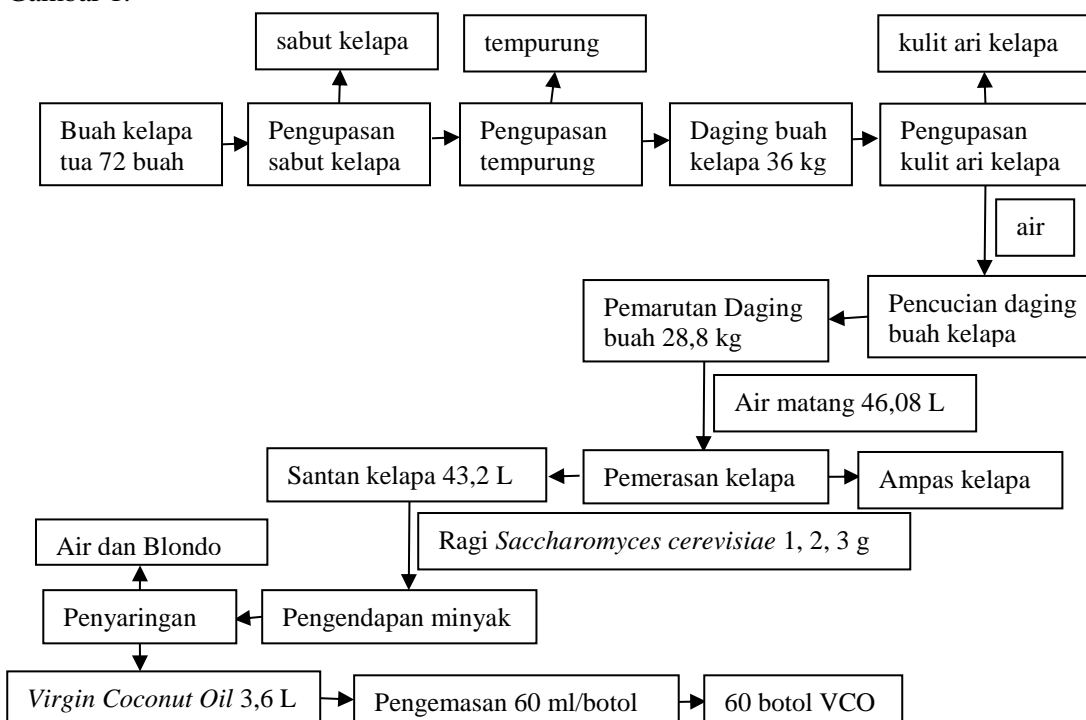 sabut kelapa
tempurung
kulit ari kelapa
Buah kelapa
tua 72 buah
Pengupasan
sabut kelapa
Pengupasan
tempurung
Daging buah
kelapa 36 kg
Pengupasan
kulit ari kelapa
air
Pencucian daging
buah kelapa
Pemarutan Daging
buah 28,8 kg
Air matang 46,08 L
Santan kelapa 43,2 L
Pemerasan kelapa
Ampas kelapa
Ragi Saccharomyces cerevisiae 1, 2, 3 g
Air dan Blondo
Penyaringan
Pengendapan minyak
Virgin Coconut Oil 3,6 L
Pengemasan 60 ml/botol
60 botol VCO